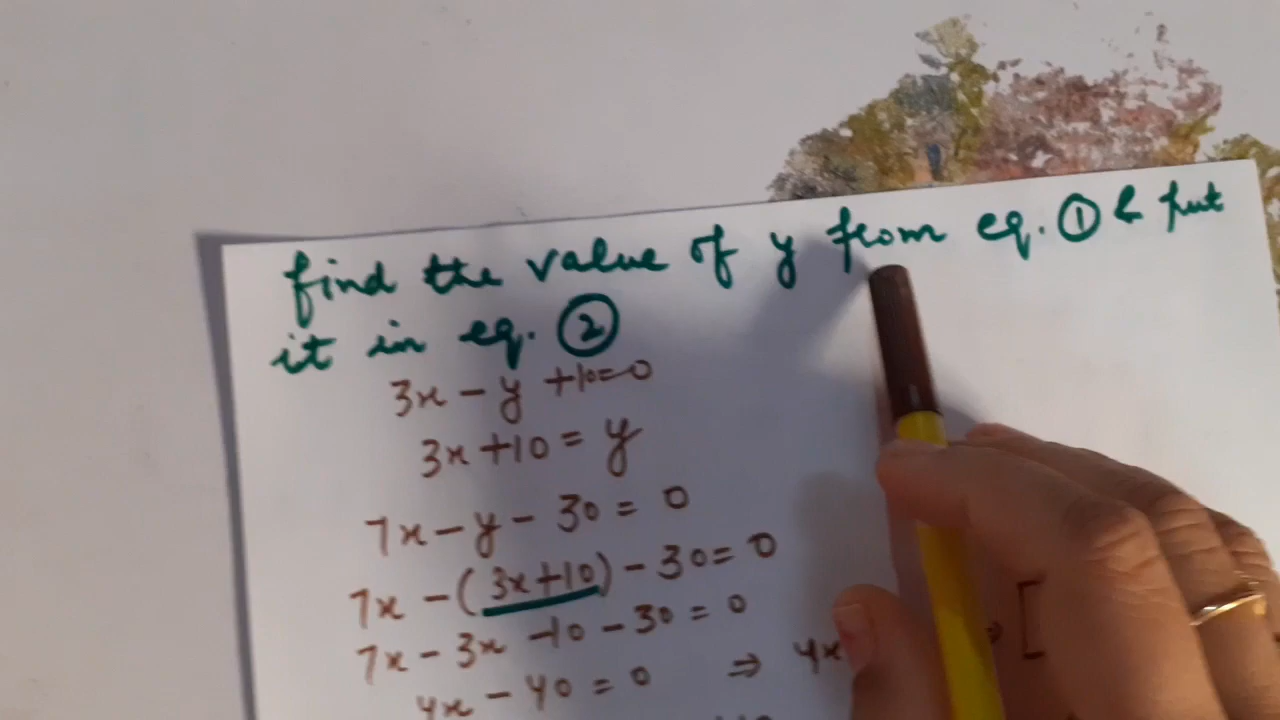 find the value of y from eq. ① & put
it in eq. ②
3x - y + 10 = 0
3x + 10 = y
7x - y - 30 = 0
7x - (3x + 10) - 30 = 0
7x - 3x - 10 - 30 = 0
4x - 40 = 0 ⇒ 4x